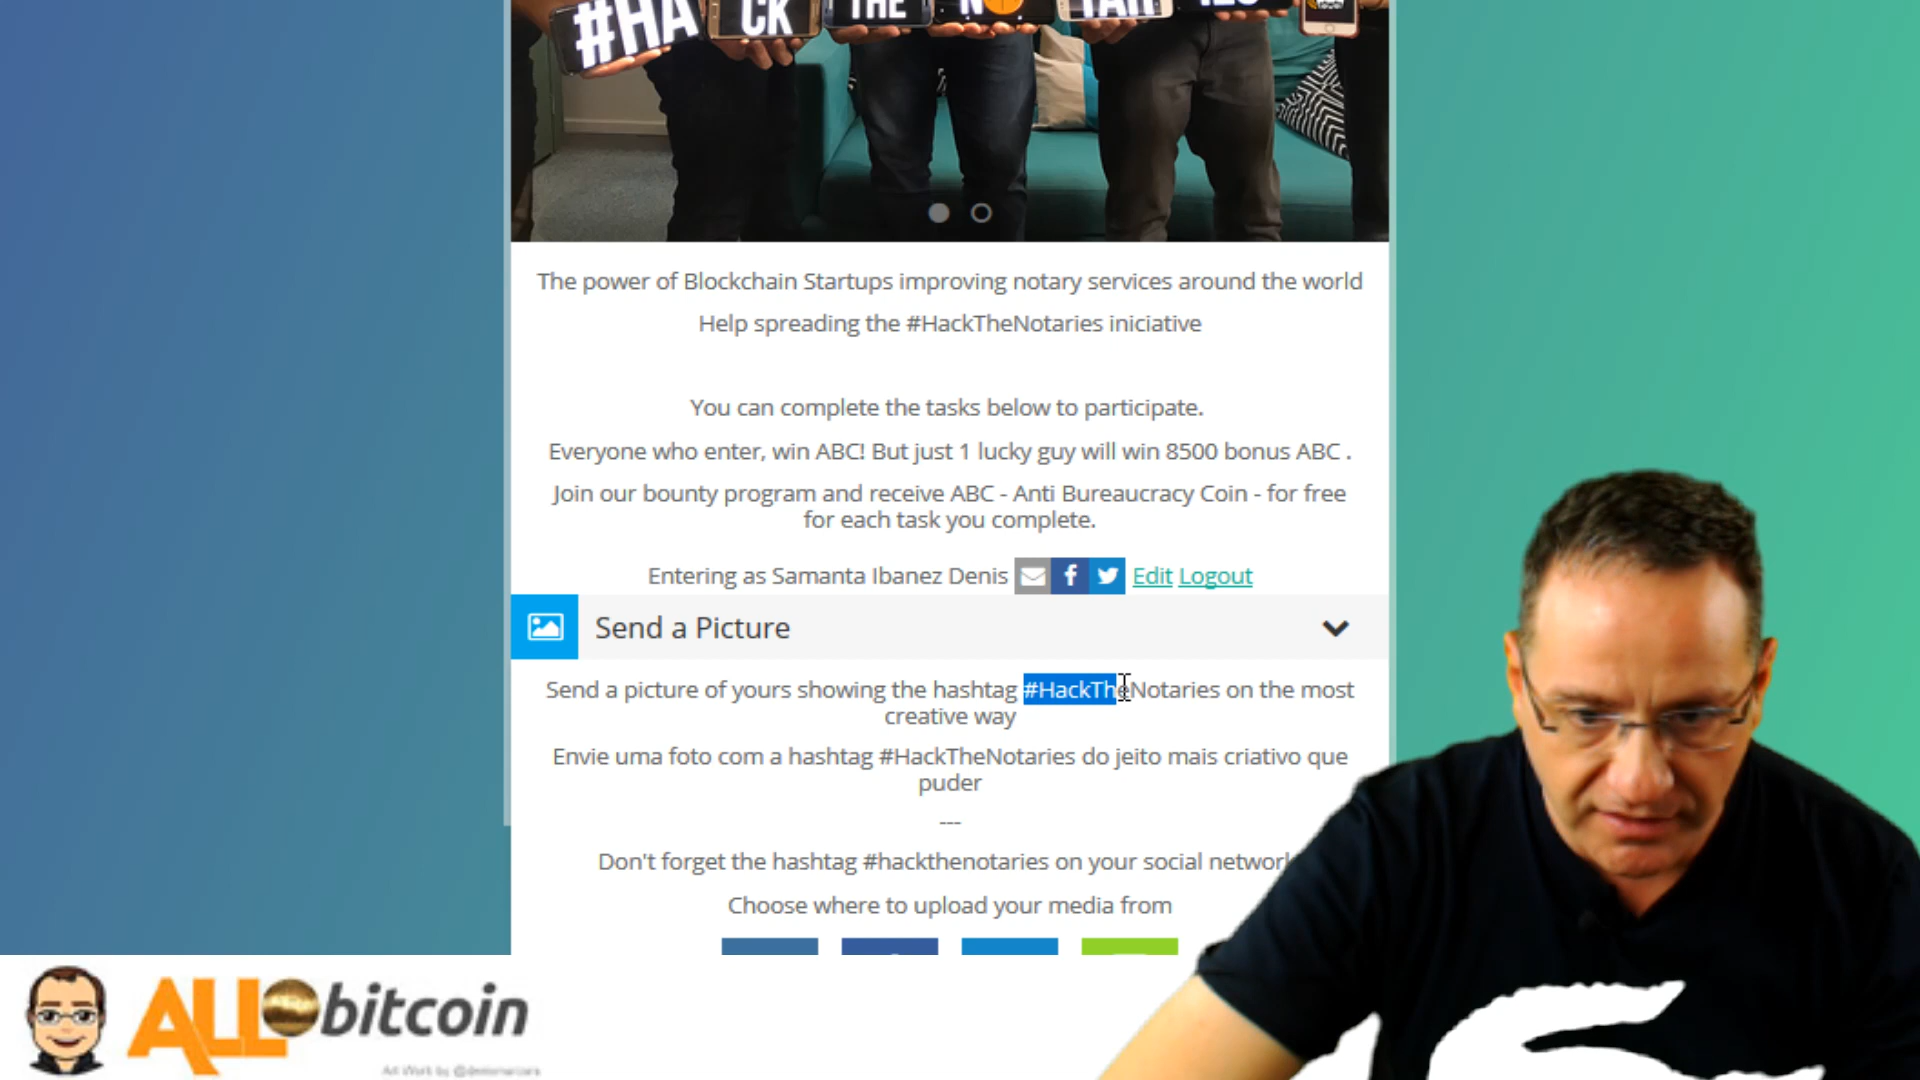 #HA CK THE
The power of Blockchain Startups improving notary services around the world
Help spreading the #HackTheNotaries iniciative
You can complete the tasks below to participate.
Everyone who enter, win ABC! But just 1 lucky guy will win 8500 bonus ABC .
Join our bounty program and receive ABC - Anti Bureaucracy Coin - for free
for each task you complete.
Entering as Samanta Ibanez Denis Edit Logout
Send a Picture
Send a picture of yours showing the hashtag #HackTheNotaries on the most
creative way
Envie uma foto com a hashtag #HackTheNotaries do jeito mais criativo que
puder
---
Don't forget the hashtag #hackthenotaries on your social network
Choose where to upload your media from
ALL bitcoin
Art Work by